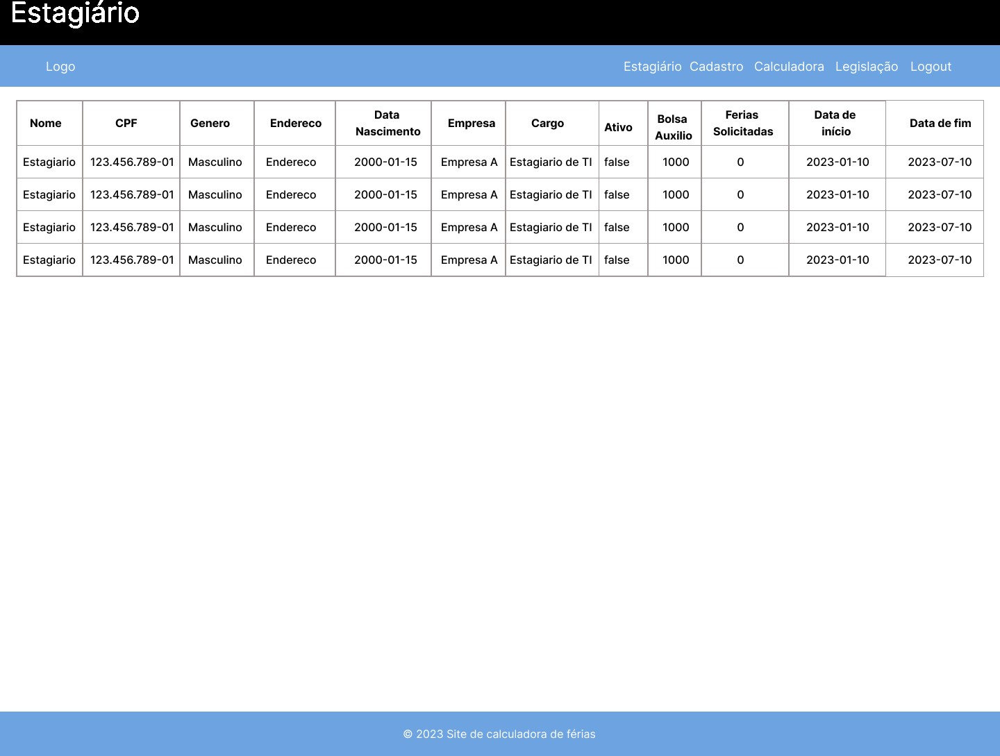 Estagiário
Logo Estagiário Cadastro Calculadora Legislação Logout
Nome CPF Genero Endereco Data Nascimento Empresa Cargo Ativo Bolsa Auxilio Ferias Solicitadas Data de início Data de fim
Estagiario 123.456.789-01 Masculino Endereco 2000-01-15 Empresa A Estagiario de TI false 1000 0 2023-01-10 2023-07-10
Estagiario 123.456.789-01 Masculino Endereco 2000-01-15 Empresa A Estagiario de TI false 1000 0 2023-01-10 2023-07-10
Estagiario 123.456.789-01 Masculino Endereco 2000-01-15 Empresa A Estagiario de TI false 1000 0 2023-01-10 2023-07-10
Estagiario 123.456.789-01 Masculino Endereco 2000-01-15 Empresa A Estagiario de TI false 1000 0 2023-01-10 2023-07-10
© 2023 Site de calculadora de férias